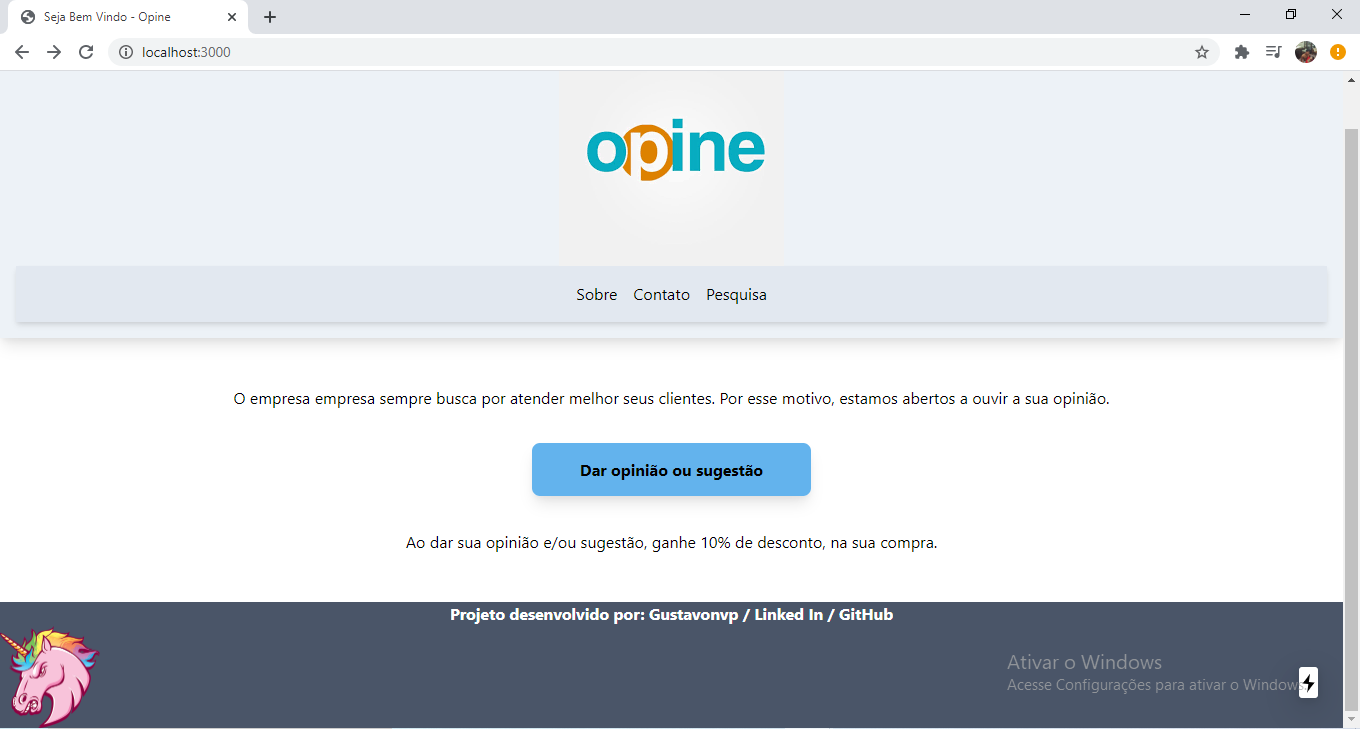 Seja Bem Vindo - Opine
localhost:3000
opine
Sobre Contato Pesquisa
O empresa empresa sempre busca por atender melhor seus clientes. Por esse motivo, estamos abertos a ouvir a sua opinião.
Dar opinião ou sugestão
Ao dar sua opinião e/ou sugestão, ganhe 10% de desconto, na sua compra.
Projeto desenvolvido por: Gustavonvp / Linked In / GitHub
Ativar o Windows
Acesse Configurações para ativar o Windows.